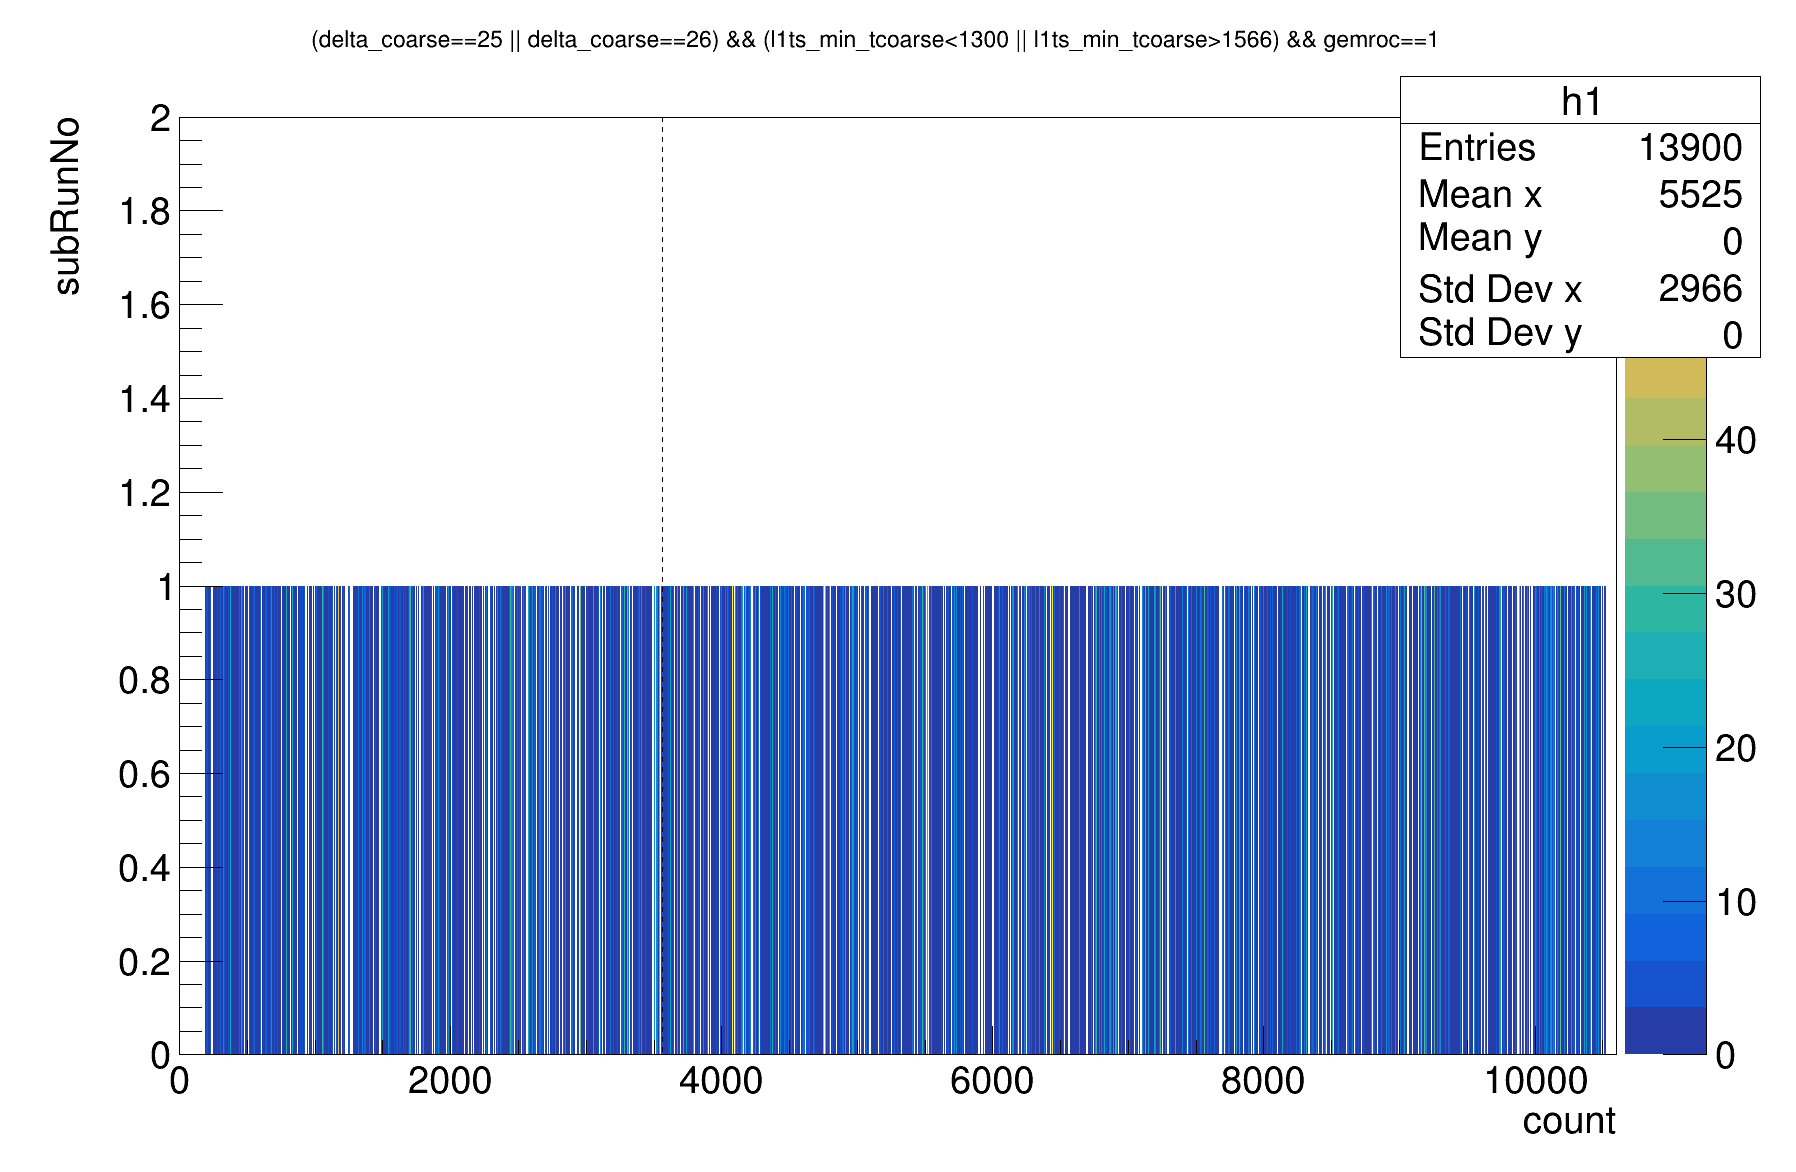 (delta_coarse==25 || delta_coarse==26) && (l1ts_min_tcoarse<1300 || l1ts_min_tcoarse>1566) && gemroc==1
h1
Entries 13900
Mean x 5525
Mean y 0
Std Dev x 2966
Std Dev y 0
subRunNo
2
1.8
1.6
1.4
1.2
1
0.8
0.6
0.4
0.2
0
40
30
20
10
0
0 2000 4000 6000 8000 10000
count